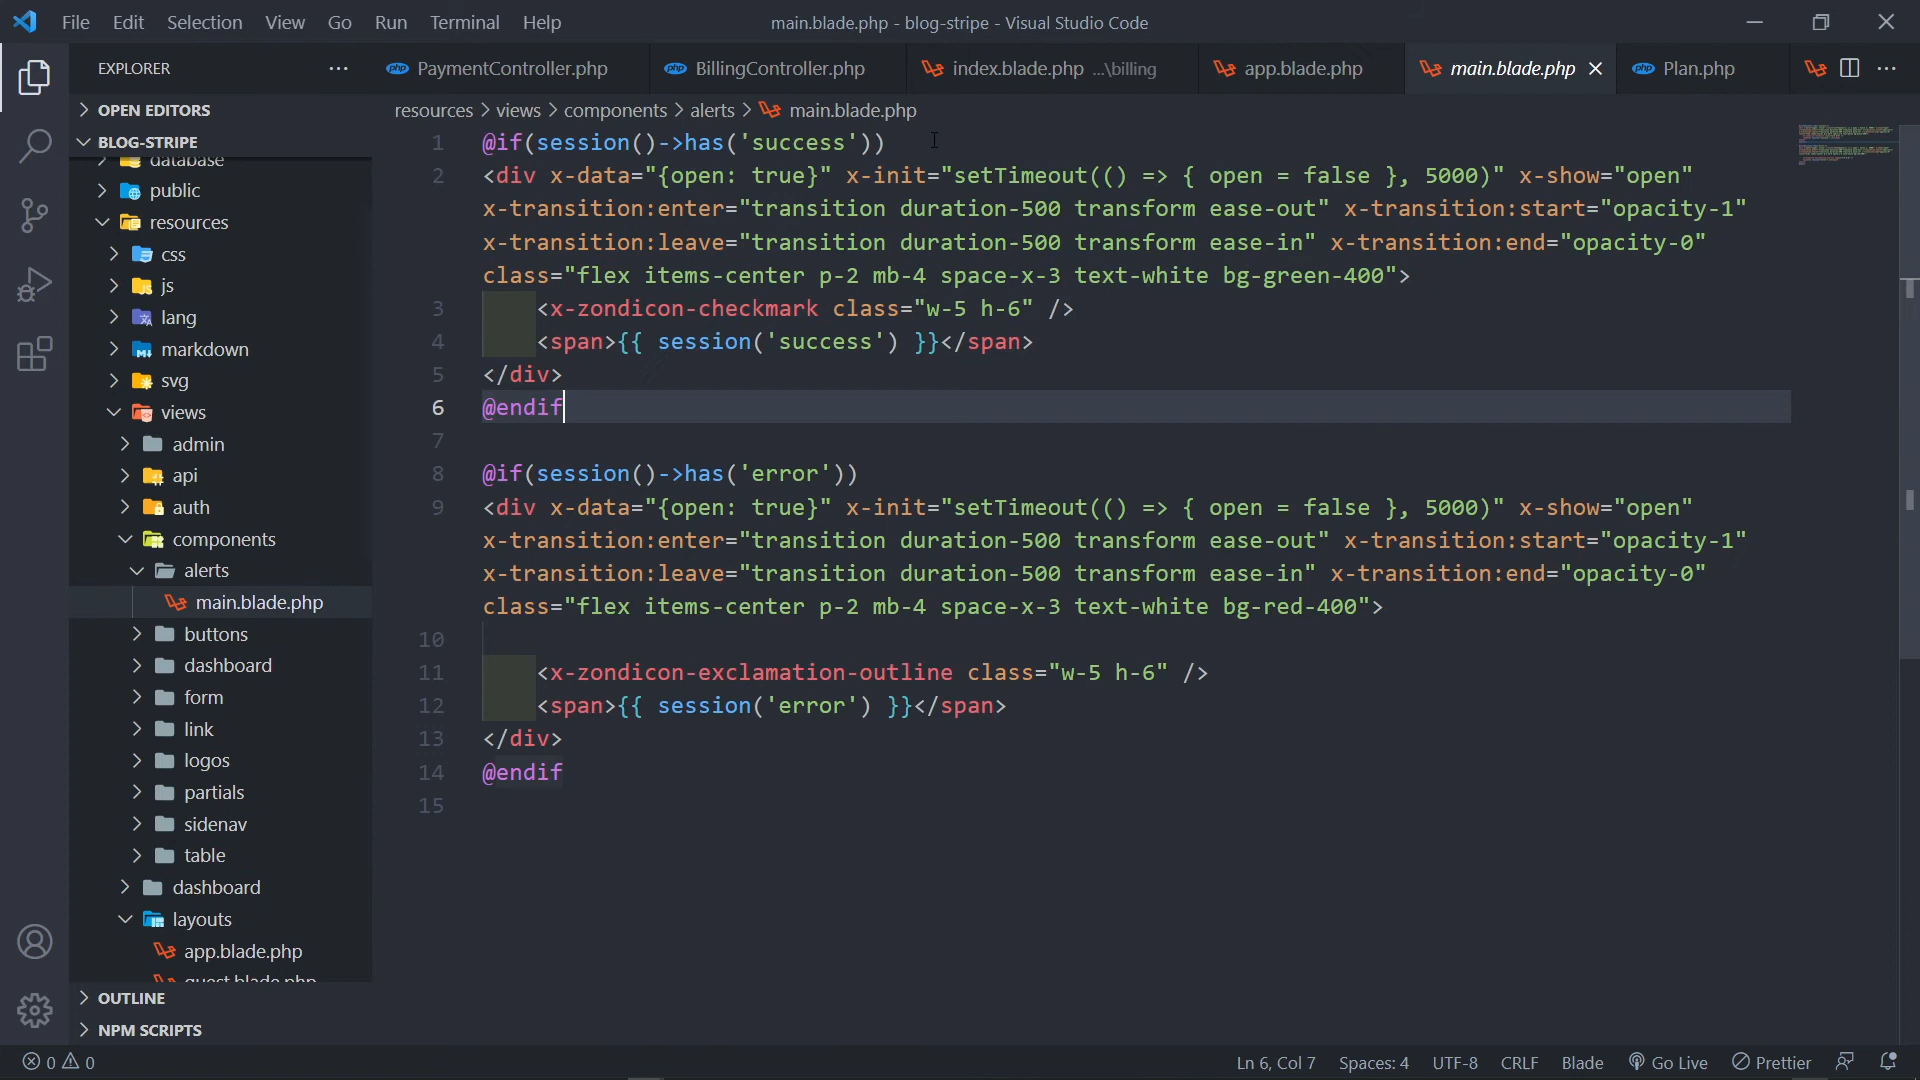 File Edit Selection View Go Run Terminal Help
main.blade.php - blog-stripe - Visual Studio Code
EXPLORER
PaymentController.php
BillingController.php
index.blade.php ...\billing
app.blade.php
main.blade.php
Plan.php
OPEN EDITORS
BLOG-STRIPE
database
public
resources
css
js
lang
markdown
svg
views
admin
api
auth
components
alerts
main.blade.php
buttons
dashboard
form
link
logos
partials
sidenav
table
dashboard
layouts
app.blade.php
guest.blade.php
OUTLINE
NPM SCRIPTS
resources > views > components > alerts > main.blade.php
1 @if(session()->has('success'))
2 <div x-data="{open: true}" x-init="setTimeout(() => { open = false }, 5000)" x-show="open"
x-transition:enter="transition duration-500 transform ease-out" x-transition:start="opacity-1"
x-transition:leave="transition duration-500 transform ease-in" x-transition:end="opacity-0"
class="flex items-center p-2 mb-4 space-x-3 text-white bg-green-400">
3 <x-zondicon-checkmark class="w-5 h-6" />
4 <span>{{ session('success') }}</span>
5 </div>
6 @endif
7
8 @if(session()->has('error'))
9 <div x-data="{open: true}" x-init="setTimeout(() => { open = false }, 5000)" x-show="open"
x-transition:enter="transition duration-500 transform ease-out" x-transition:start="opacity-1"
x-transition:leave="transition duration-500 transform ease-in" x-transition:end="opacity-0"
class="flex items-center p-2 mb-4 space-x-3 text-white bg-red-400">
10
11 <x-zondicon-exclamation-outline class="w-5 h-6" />
12 <span>{{ session('error') }}</span>
13 </div>
14 @endif
15
0 0
Ln 6, Col 7 Spaces: 4 UTF-8 CRLF Blade Go Live Prettier